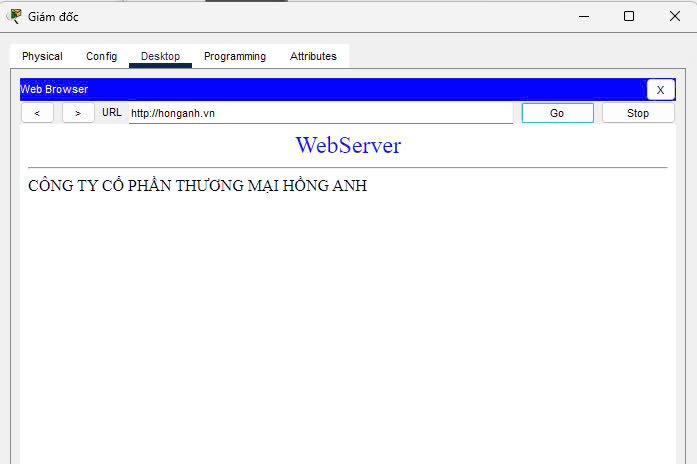 Giám đốc
Physical Config Desktop Programming Attributes
Web Browser X
< > URL http://honganh.vn Go Stop
WebServer
CÔNG TY CỔ PHẦN THƯƠNG MẠI HỒNG ANH